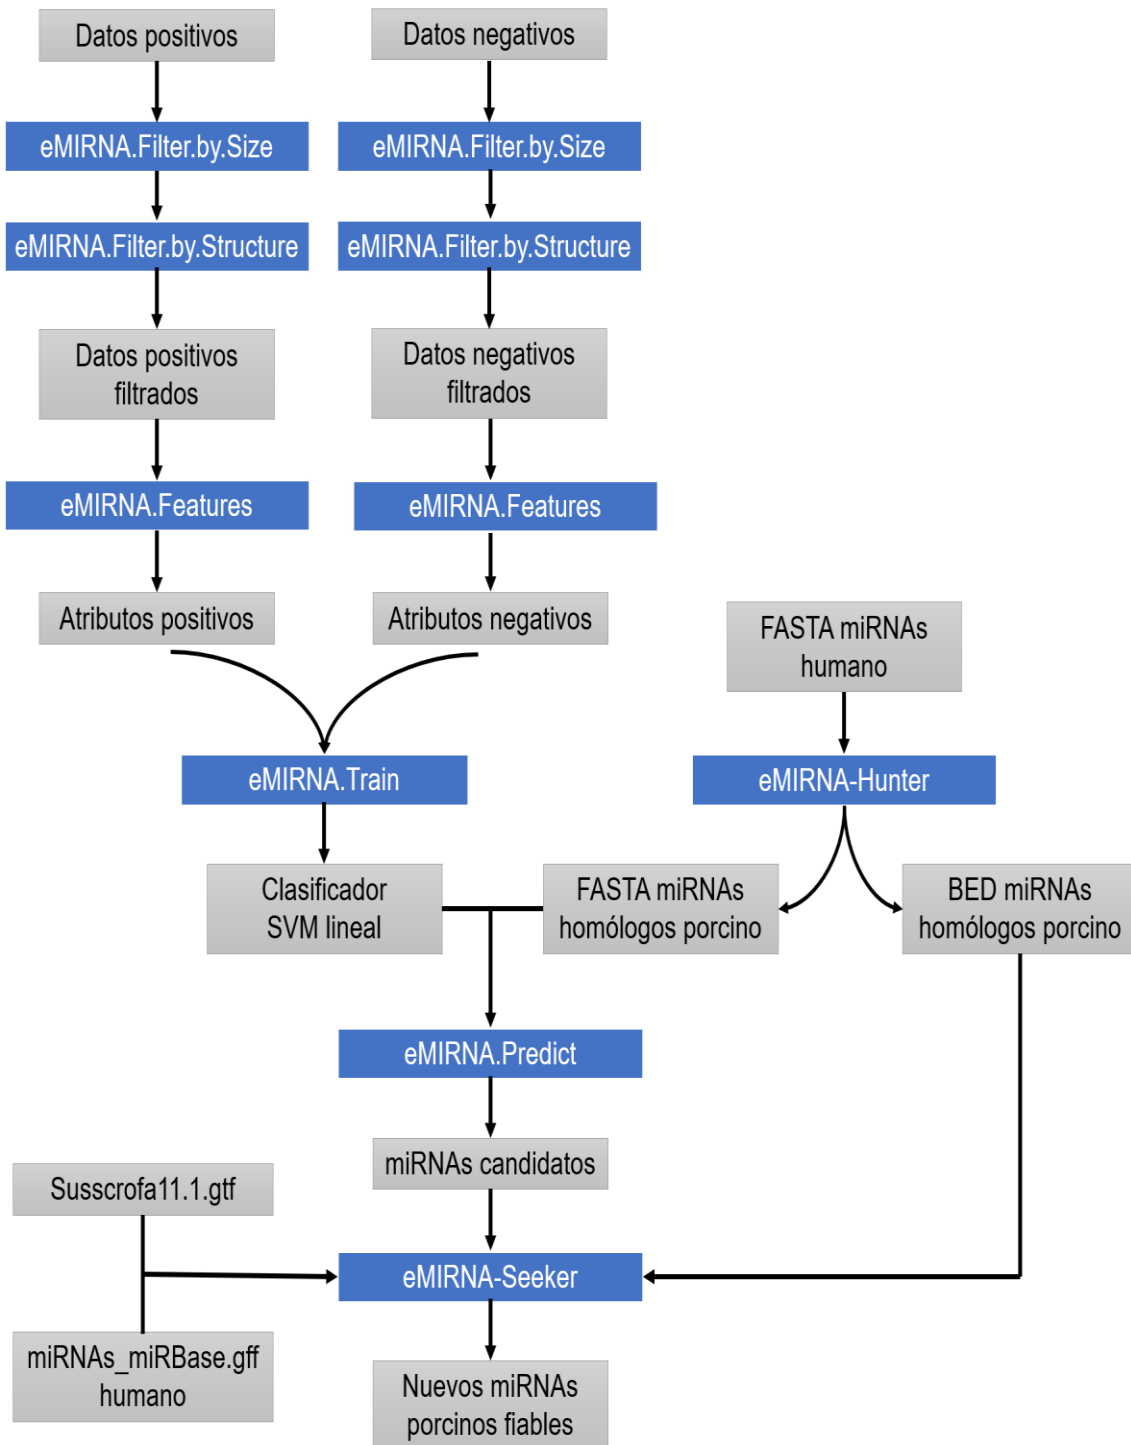 Datos positivos
Datos negativos
eMIRNA.Filter.by.Size
eMIRNA.Filter.by.Size
eMIRNA.Filter.by.Structure
eMIRNA.Filter.by.Structure
Datos positivos
filtrados
Datos negativos
filtrados
eMIRNA.Features
eMIRNA.Features
Atributos positivos
Atributos negativos
FASTA miRNAs
humano
eMIRNA.Train
eMIRNA-Hunter
Clasificador
SVM lineal
FASTA miRNAs
homólogos porcino
BED miRNAs
homólogos porcino
eMIRNA.Predict
miRNAs candidatos
Susscrofa11.1.gtf
eMIRNA-Seeker
miRNAs_miRBase.gff
humano
Nuevos miRNAs
porcinos fiables